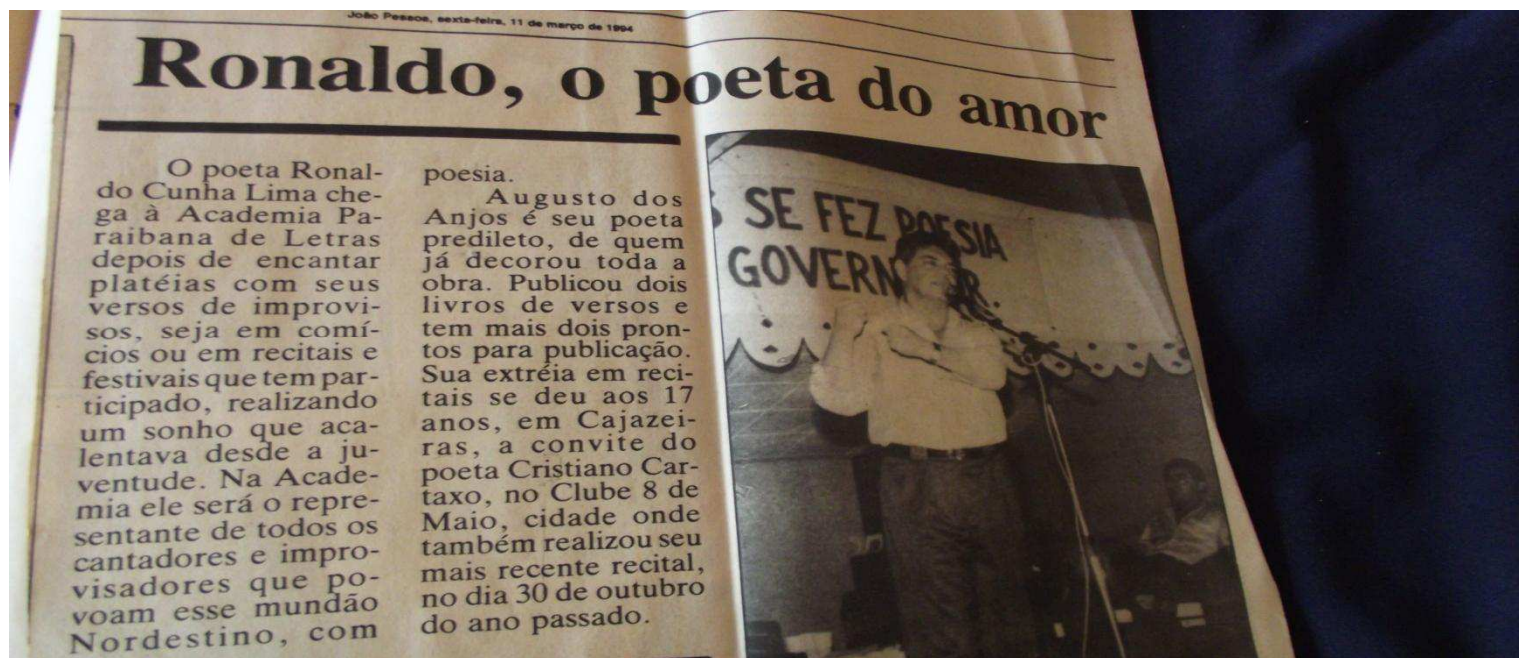 João Pessoa, sexta-feira, 11 de março de 1994
Ronaldo, o poeta do amor
O poeta Ronal-
do Cunha Lima che-
ga à Academia Pa-
raibana de Letras
depois de encantar
platéias com seus
versos de improvi-
sos, seja em comí-
cios ou em recitais e
festivais que tem par-
ticipado, realizando
um sonho que aca-
lentava desde a ju-
ventude. Na Acade-
mia ele será o repre-
sentante de todos os
cantadores e impro-
visadores que po-
voam esse mundão
Nordestino, com
poesia.
Augusto dos
Anjos é seu poeta
predileto, de quem
já decorou toda a
obra. Publicou dois
livros de versos e
tem mais dois pron-
tos para publicação.
Sua extréia em reci-
tais se deu aos 17
anos, em Cajazei-
ras, a convite do
poeta Cristiano Car-
taxo, no Clube 8 de
Maio, cidade onde
também realizou seu
mais recente recital,
no dia 30 de outubro
do ano passado.
SE FEZ POESIA